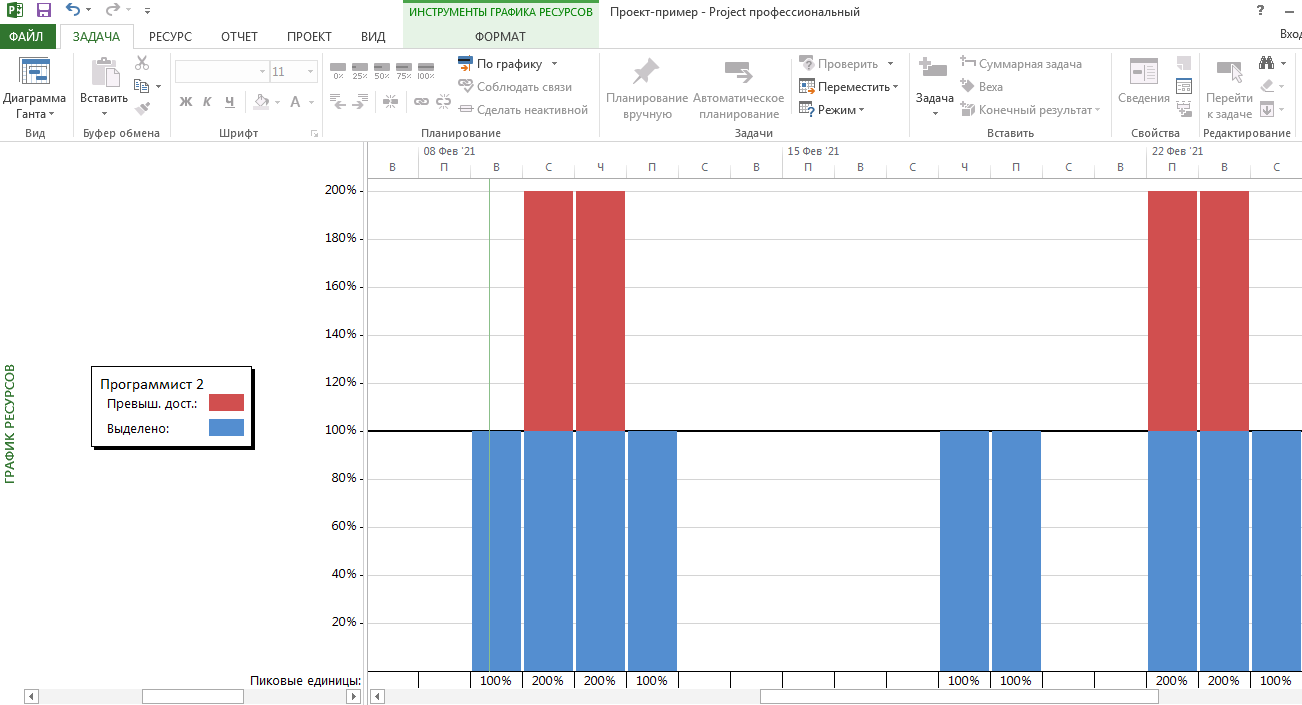 ИНСТРУМЕНТЫ ГРАФИКА РЕСУРСОВ Проект-пример - Project профессиональный ?
ФАЙЛ ЗАДАЧА РЕСУРС ОТЧЕТ ПРОЕКТ ВИД ФОРМАТ Вход
11 0% 25% 50% 75% 100% По графику Проверить Суммарная задача
Соблюдать связи Переместить Веха
Диаграмма Ганта Вставить Ж К Ч А Сделать неактивной Планирование вручную Автоматическое планирование Режим Задача Конечный результат Сведения Перейти к задаче
Вид Буфер обмена Шрифт Планирование Задачи Вставить Свойства Редактирование
08 Фев '21 15 Фев '21 22 Фев '21
В П В С Ч П С В П В С Ч П С В П В С
200%
180%
160%
140%
120%
100%
80%
60%
40%
20%
ГРАФИК РЕСУРСОВ
Программист 2
Превыш. дост.:
Выделено:
Пиковые единицы: 100% 200% 200% 100% 100% 100% 200% 200% 100%